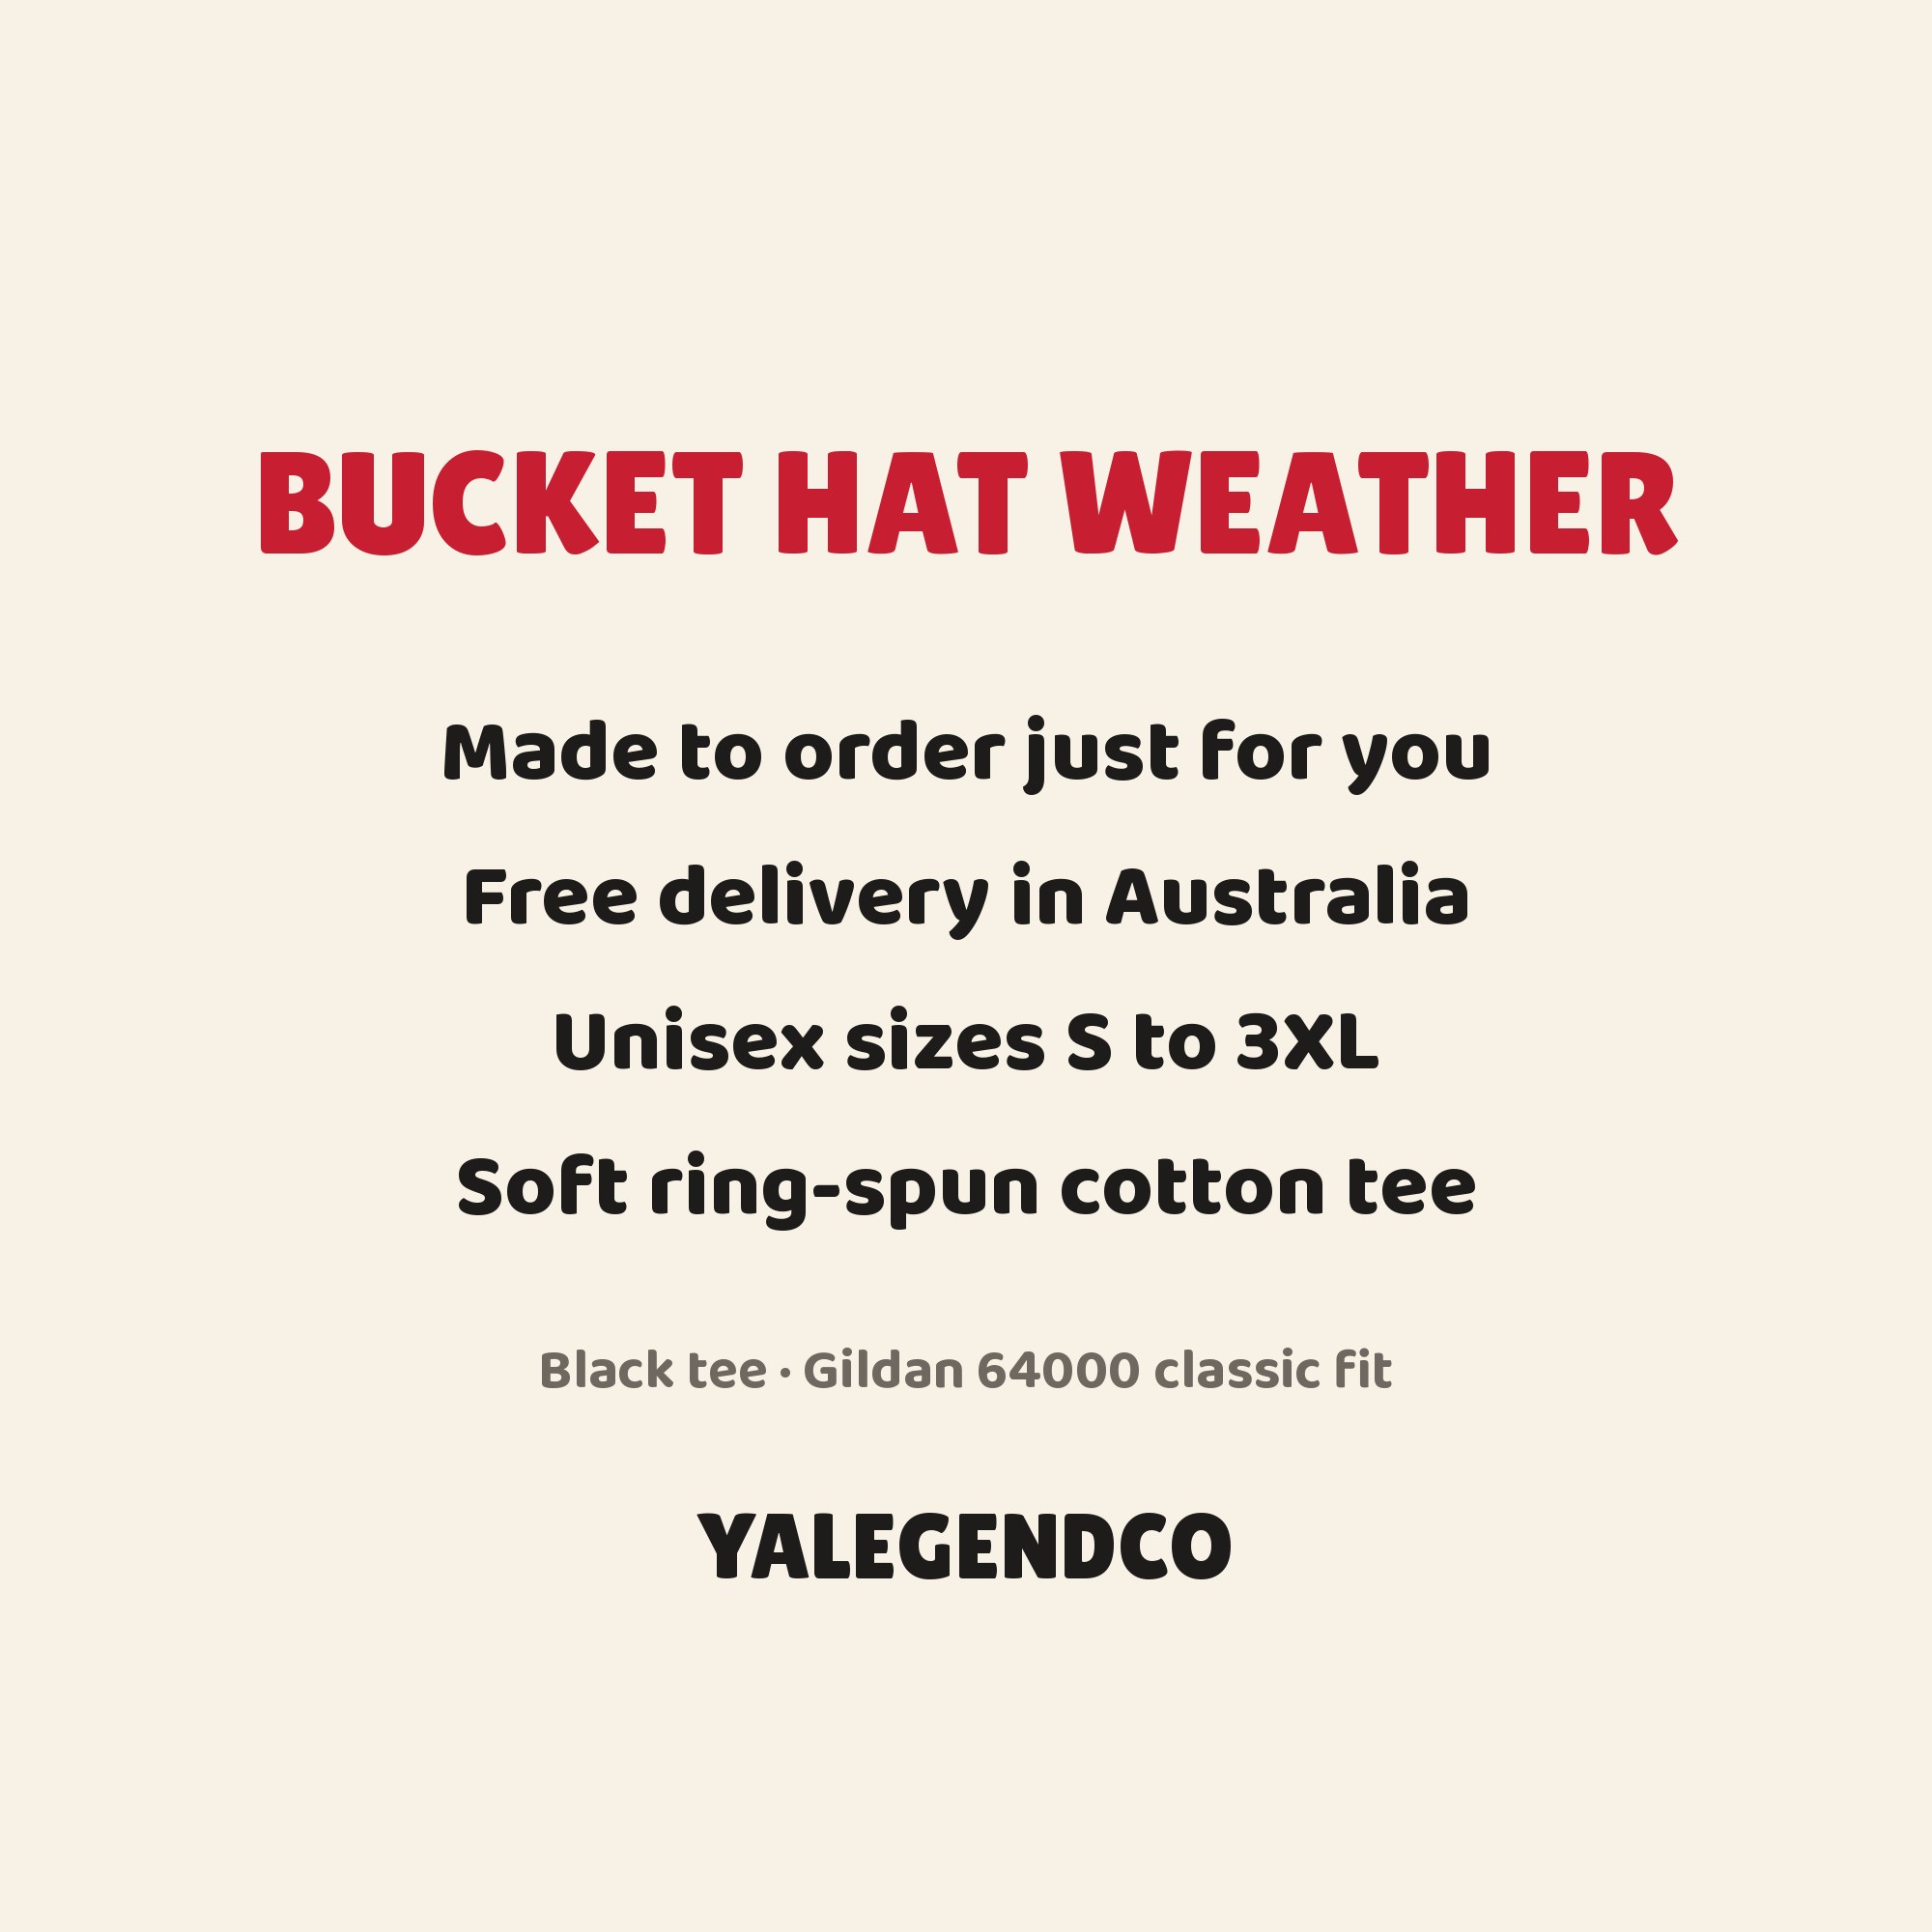 BUCKET HAT WEATHER
Made to order just for you
Free delivery in Australia
Unisex sizes S to 3XL
Soft ring-spun cotton tee
Black tee · Gildan 64000 classic fit
YALEGENDCO